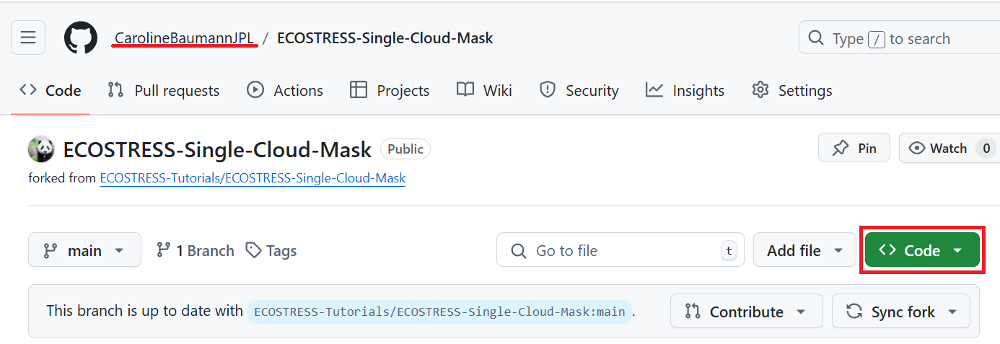 CarolineBaumannJPL / ECOSTRESS-Single-Cloud-Mask
Type / to search
Code Pull requests Actions Projects Wiki Security Insights Settings
ECOSTRESS-Single-Cloud-Mask Public
Pin Watch 0
forked from ECOSTRESS-Tutorials/ECOSTRESS-Single-Cloud-Mask
main 1 Branch Tags Go to file t Add file <> Code
This branch is up to date with ECOSTRESS-Tutorials/ECOSTRESS-Single-Cloud-Mask:main .
Contribute Sync fork